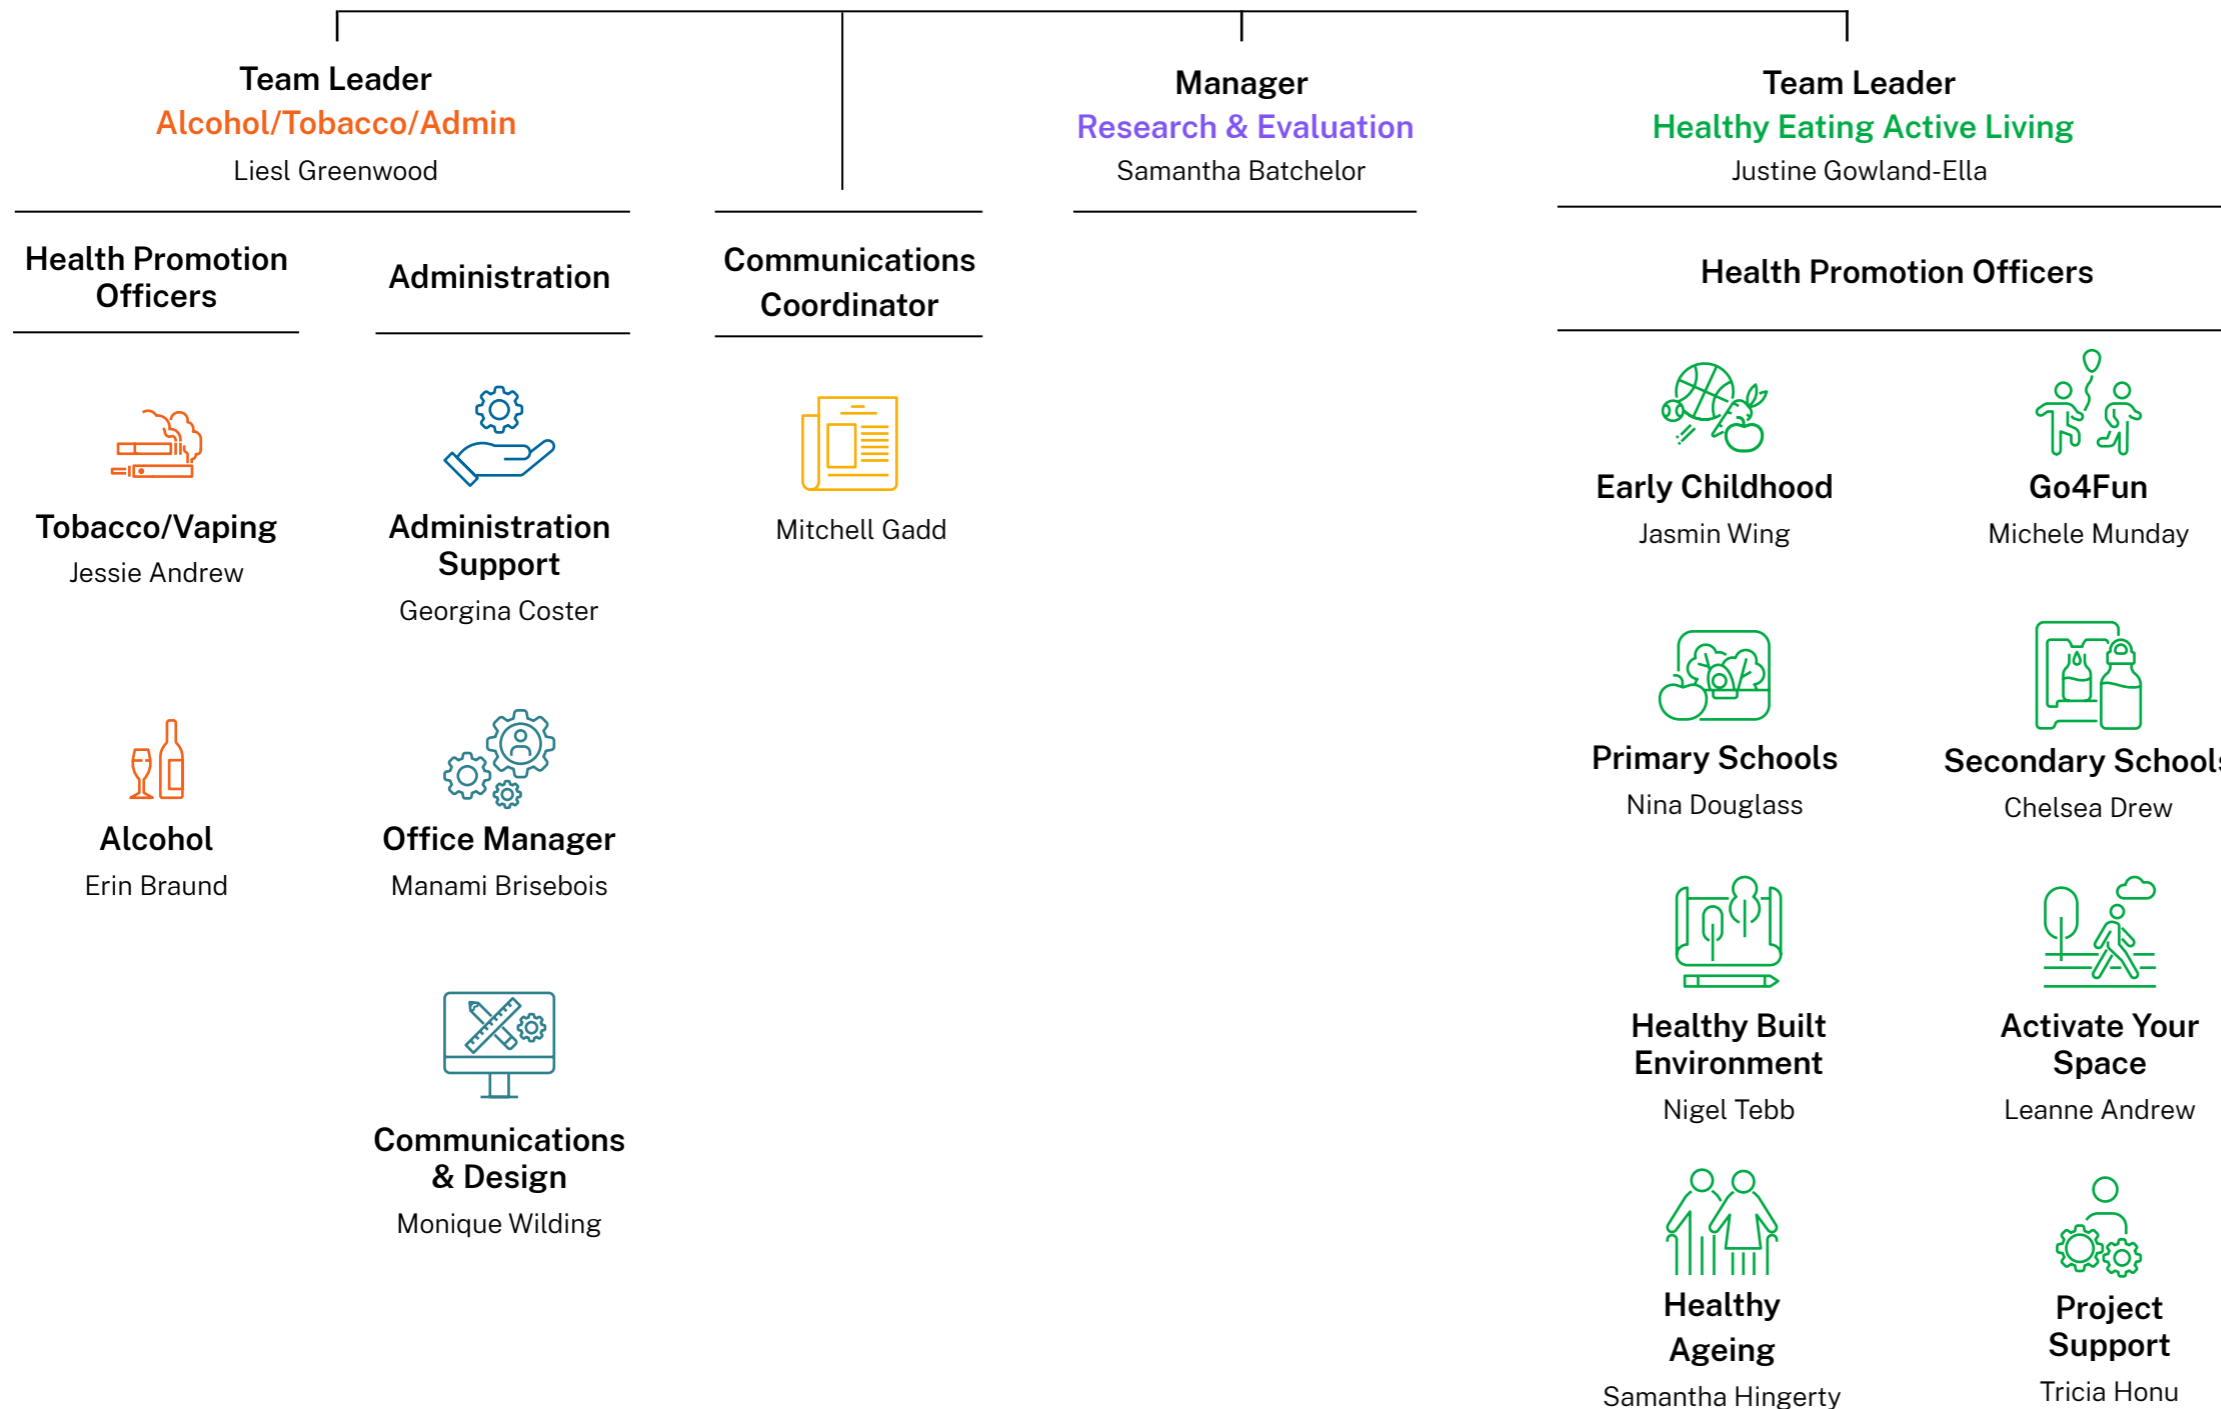 Team Leader
Alcohol/Tobacco/Admin
Liesl Greenwood
Manager
Research & Evaluation
Samantha Batchelor
Team Leader
Healthy Eating Active Living
Justine Gowland-Ella
Health Promotion
Officers
Administration
Communications
Coordinator
Health Promotion Officers
Tobacco/Vaping
Jessie Andrew
Alcohol
Erin Braund
Administration
Support
Georgina Coster
Office Manager
Manami Brisebois
Communications
& Design
Monique Wilding
Mitchell Gadd
Early Childhood
Jasmin Wing
Go4Fun
Michele Munday
Primary Schools
Nina Douglass
Secondary Schools
Chelsea Drew
Healthy Built
Environment
Nigel Tebb
Activate Your
Space
Leanne Andrew
Healthy
Ageing
Samantha Hingerty
Project
Support
Tricia Honu